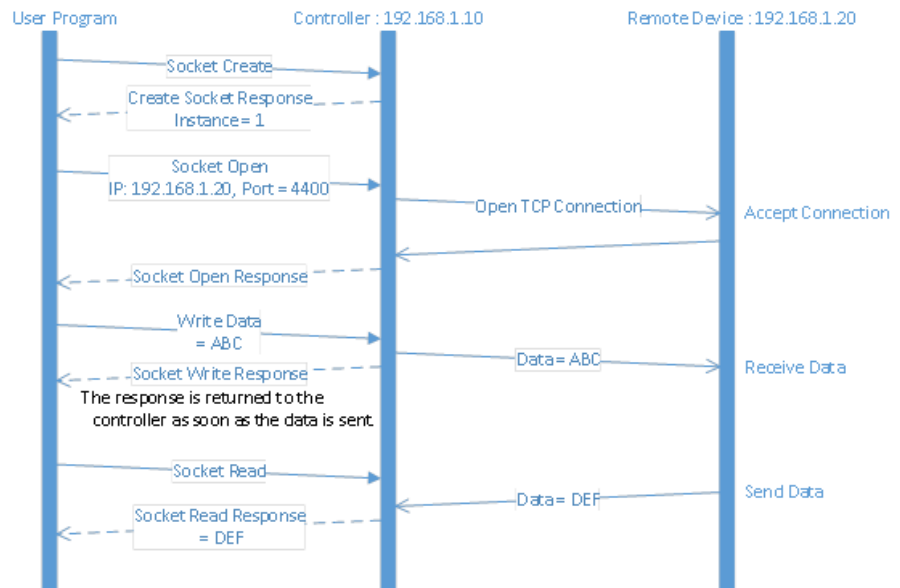 User Program
Controller : 192.168.1.10
Remote Device : 192.168.1.20
Socket Create
Create Socket Response
Instance = 1
Socket Open
IP: 192.168.1.20, Port = 4400
Open TCP Connection
Accept Connection
Socket Open Response
Write Data
= ABC
Data = ABC
Receive Data
Socket Write Response
The response is returned to the
controller as soon as the data is sent.
Socket Read
Send Data
Data = DEF
Socket Read Response
= DEF